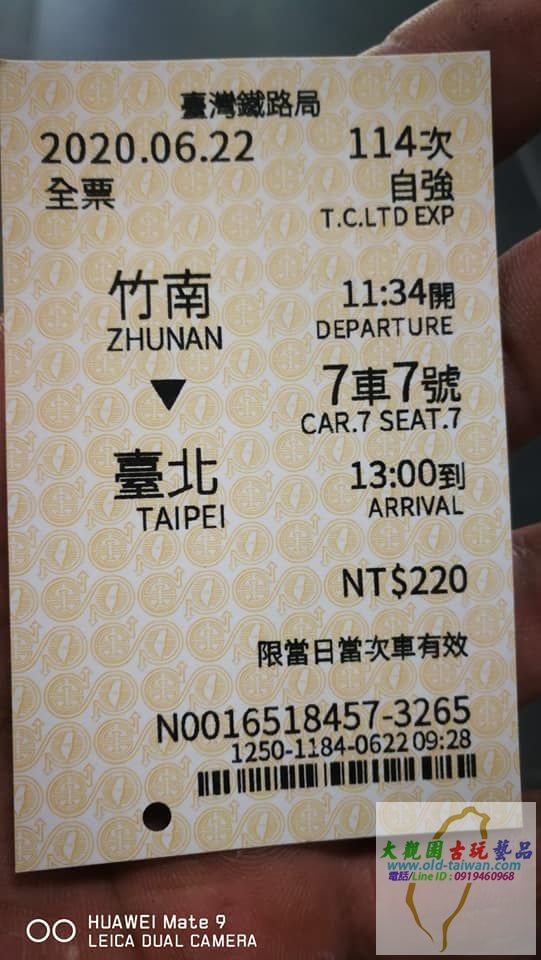 臺灣鐵路局
2020.06.22 114次
全票 自強
T.C.LTD EXP
竹南 11:34開
ZHUNAN DEPARTURE
7車7號
CAR.7 SEAT.7
臺北 13:00到
TAIPEI ARRIVAL
NT$220
限當日當次車有效
N0016518457-3265
1250-1184-0622 09:28
大觀園古玩藝品
www.old-taiwan.com
電話/Line ID : 0919460968
HUAWEI Mate 9
LEICA DUAL CAMERA